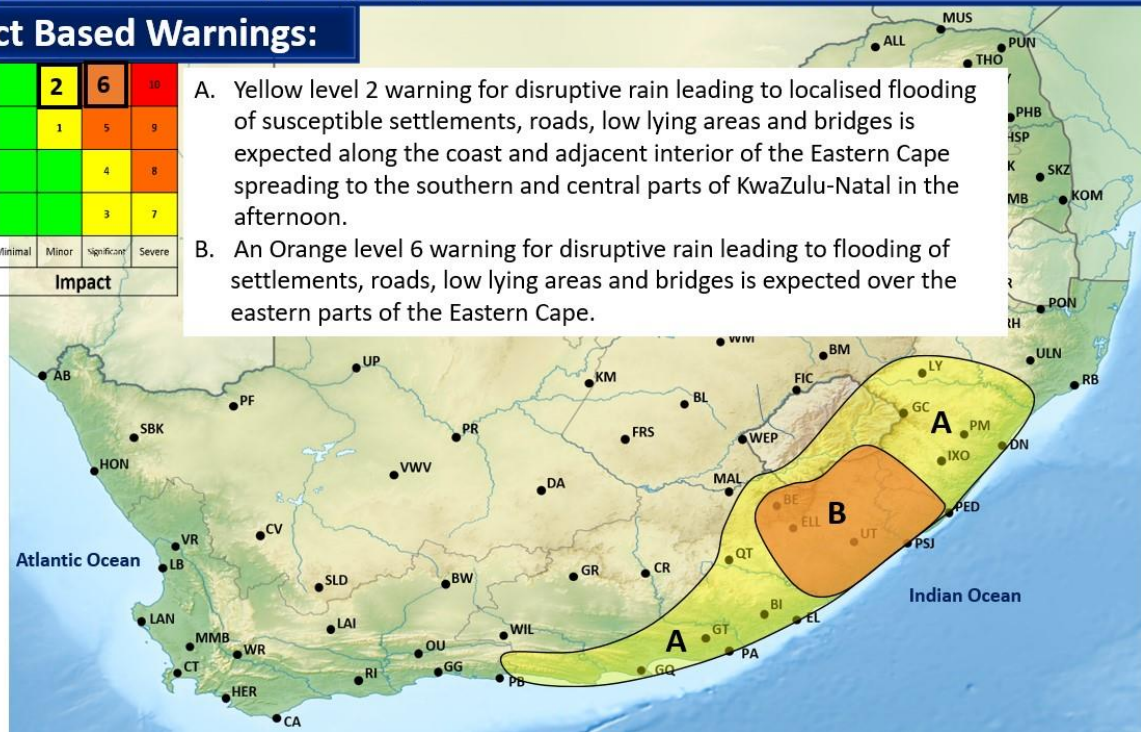 ct Based Warnings:
2 6 10
1 5 9
4 8
3 7
Minimal Minor Significant Severe
Impact
A. Yellow level 2 warning for disruptive rain leading to localised flooding
of susceptible settlements, roads, low lying areas and bridges is
expected along the coast and adjacent interior of the Eastern Cape
spreading to the southern and central parts of KwaZulu-Natal in the
afternoon.
B. An Orange level 6 warning for disruptive rain leading to flooding of
settlements, roads, low lying areas and bridges is expected over the
eastern parts of the Eastern Cape.
MUS
ALL
PUN
THO
PHB
HSP
K
SKZ
MB
KOM
PON
RH
WM
BM
ULN
UP
LY
AB
KM
FIC
RB
PF
BL
GC
A
PM
SBK
PR
FRS
WEP
DN
IXO
HON
VWV
MAL
DA
BE
B
PED
ELL
CV
UT
PSJ
VR
Atlantic Ocean
QT
LB
SLD
BW
GR
CR
Indian Ocean
LAN
BI
EL
LAI
WIL
GT
MMB
A
WR
OU
PA
CT
RI
GG
GQ
PB
HER
CA